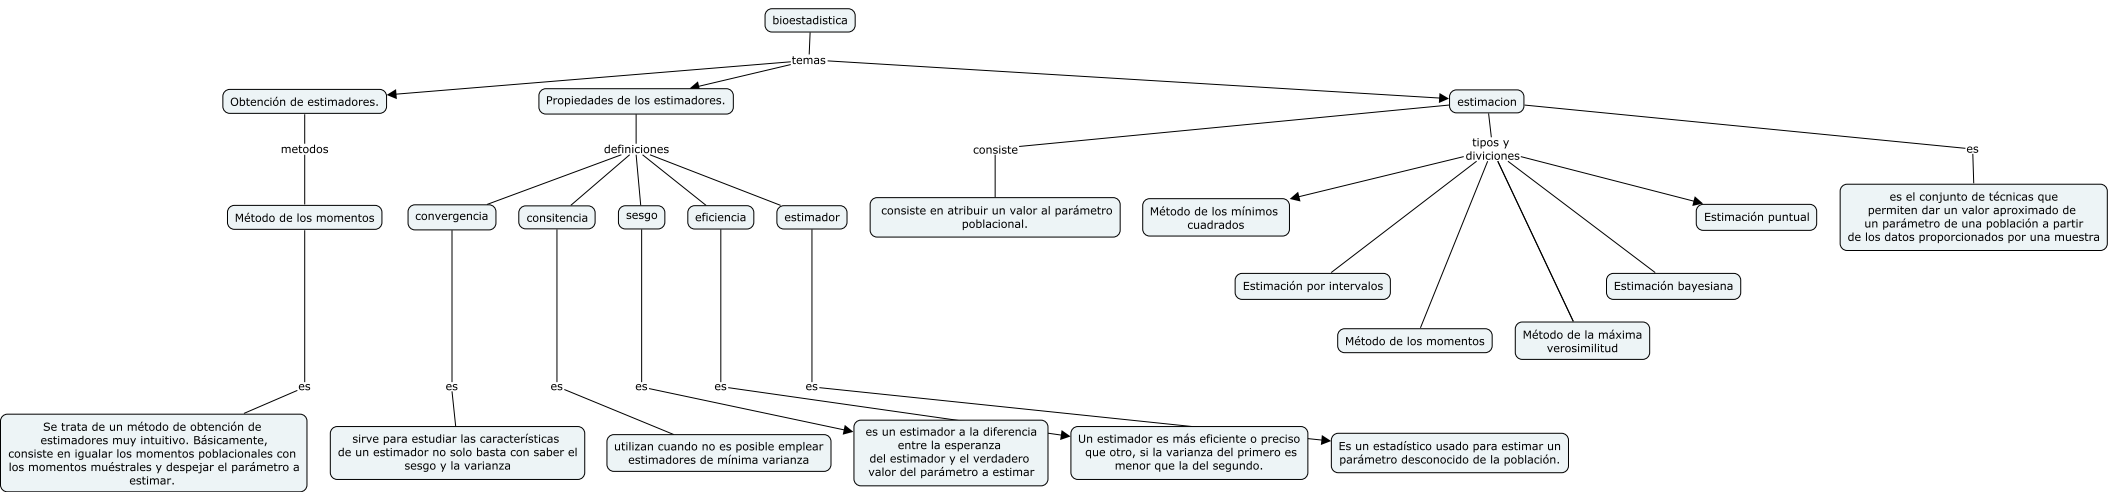 bioestadistica
temas
Obtención de estimadores.
Propiedades de los estimadores.
estimacion
metodos
definiciones
consiste
tipos y
diviciones
es
Método de los momentos
convergencia
consitencia
sesgo
eficiencia
estimador
consiste en atribuir un valor al parámetro
poblacional.
Método de los mínimos
cuadrados
Estimación puntual
es el conjunto de técnicas que
permiten dar un valor aproximado de
un parámetro de una población a partir
de los datos proporcionados por una muestra
Estimación por intervalos
Estimación bayesiana
Método de los momentos
Método de la máxima
verosimilitud
es
es
es
es
es
es
Se trata de un método de obtención de
estimadores muy intuitivo. Básicamente,
consiste en igualar los momentos poblacionales con
los momentos muéstrales y despejar el parámetro a
estimar.
sirve para estudiar las características
de un estimador no solo basta con saber el
sesgo y la varianza
utilizan cuando no es posible emplear
estimadores de mínima varianza
es un estimador a la diferencia
entre la esperanza
del estimador y el verdadero
valor del parámetro a estimar
Un estimador es más eficiente o preciso
que otro, si la varianza del primero es
menor que la del segundo.
Es un estadístico usado para estimar un
parámetro desconocido de la población.